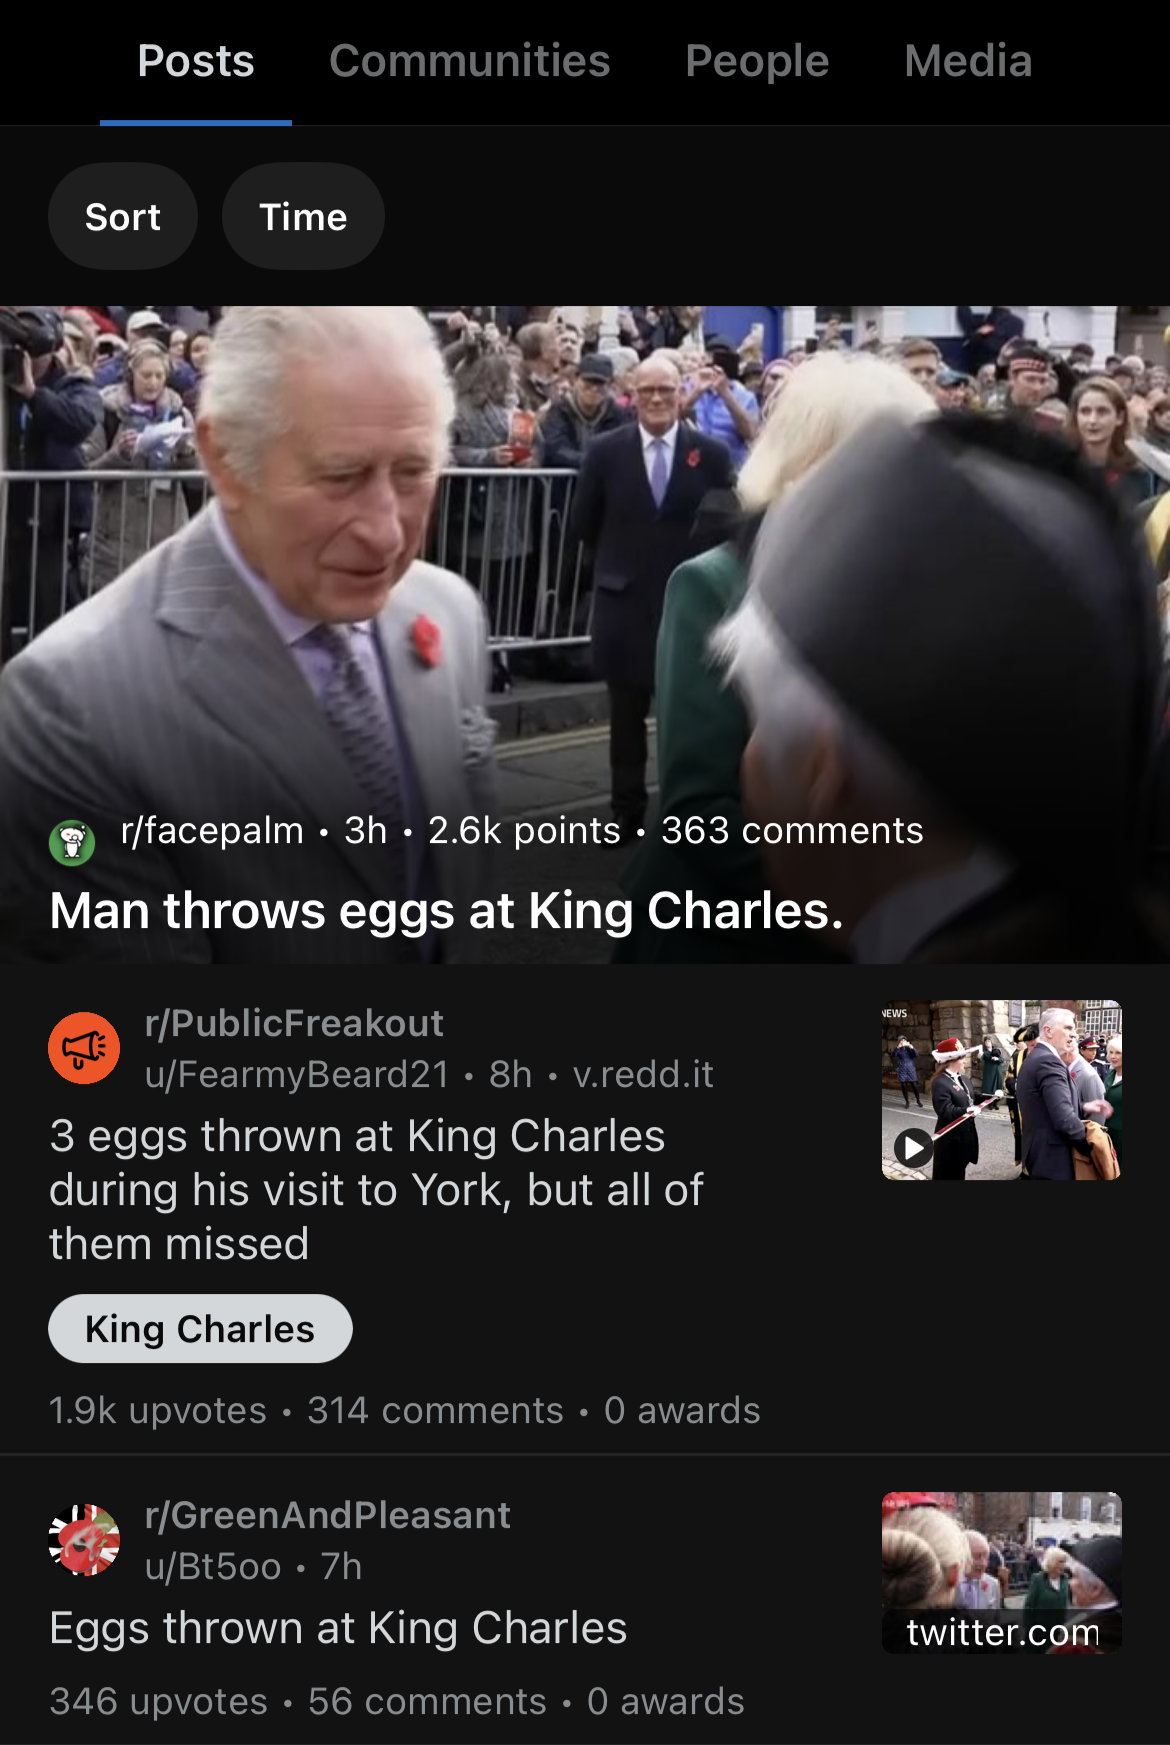 Posts Communities People Media
Sort Time
r/facepalm • 3h • 2.6k points • 363 comments
Man throws eggs at King Charles.
r/PublicFreakout
u/FearmyBeard21 • 8h • v.redd.it
3 eggs thrown at King Charles
during his visit to York, but all of
them missed
NEWS
King Charles
1.9k upvotes • 314 comments • 0 awards
r/GreenAndPleasant
u/Bt5oo • 7h
Eggs thrown at King Charles
twitter.com
346 upvotes • 56 comments • 0 awards